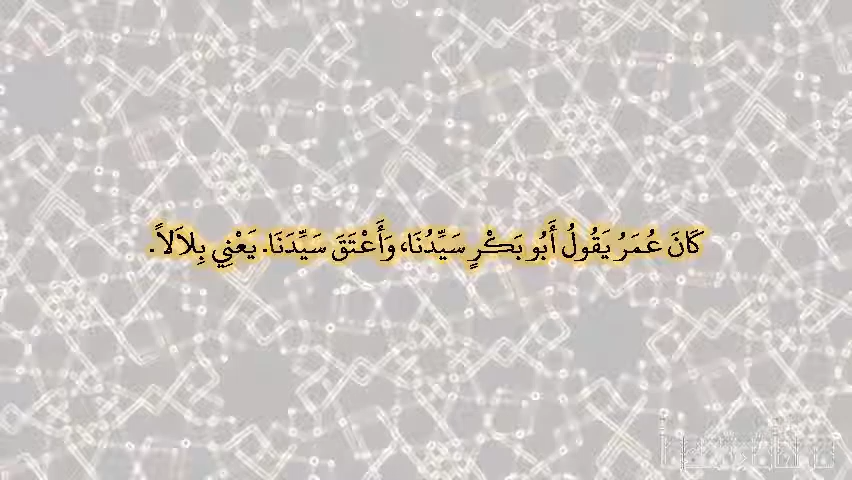 كَانَ عُمَرُ يَقُولُ أَبُو بَكْرٍ سَيِّدُنَا، وَأَعْتَقَ سَيِّدَنَا. يَعْنِي بِلاَلاً.